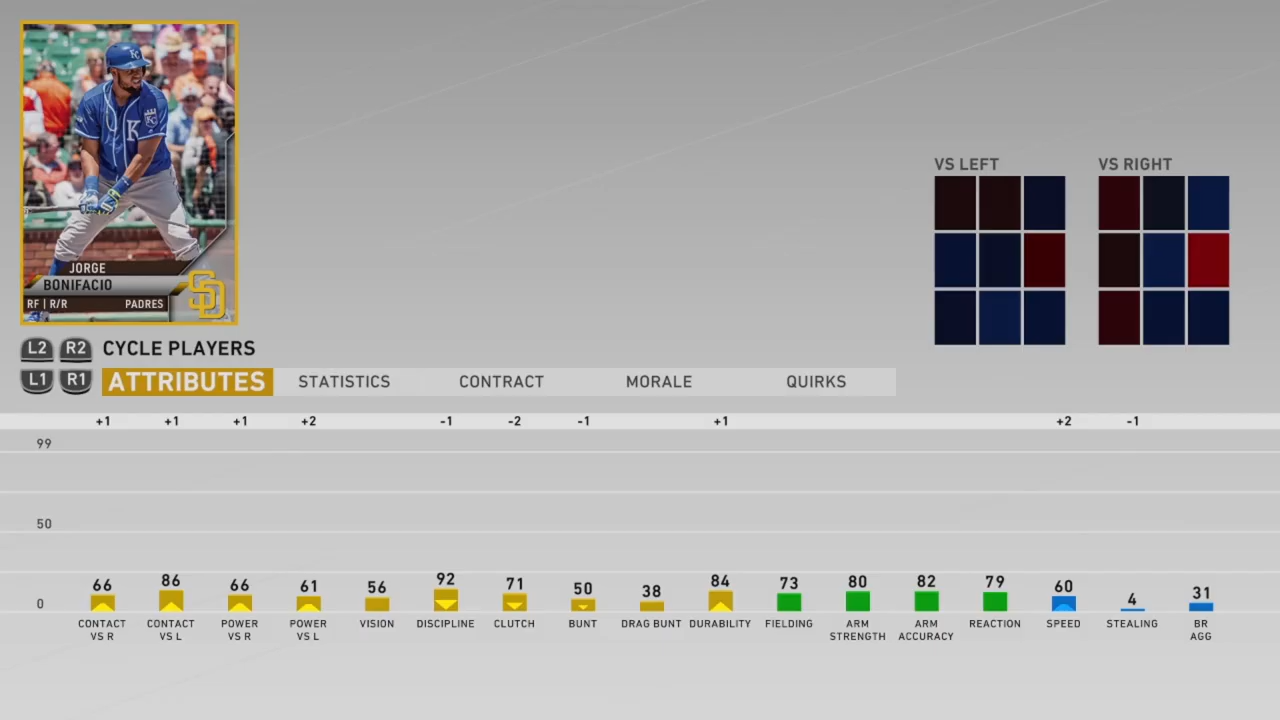 JORGE
BONIFACIO
RF | R/R PADRES
VS LEFT VS RIGHT
L2 R2 CYCLE PLAYERS
L1 R1 ATTRIBUTES STATISTICS CONTRACT MORALE QUIRKS
+1 +1 +1 +2 -1 -2 -1 +1 +2 -1
99
50
0
66 86 66 61 56 92 71 50 38 84 73 80 82 79 60 4 31
CONTACT CONTACT POWER POWER VISION DISCIPLINE CLUTCH BUNT DRAG BUNT DURABILITY FIELDING ARM ARM REACTION SPEED STEALING BR
VS R VS L VS R VS L STRENGTH ACCURACY AGG